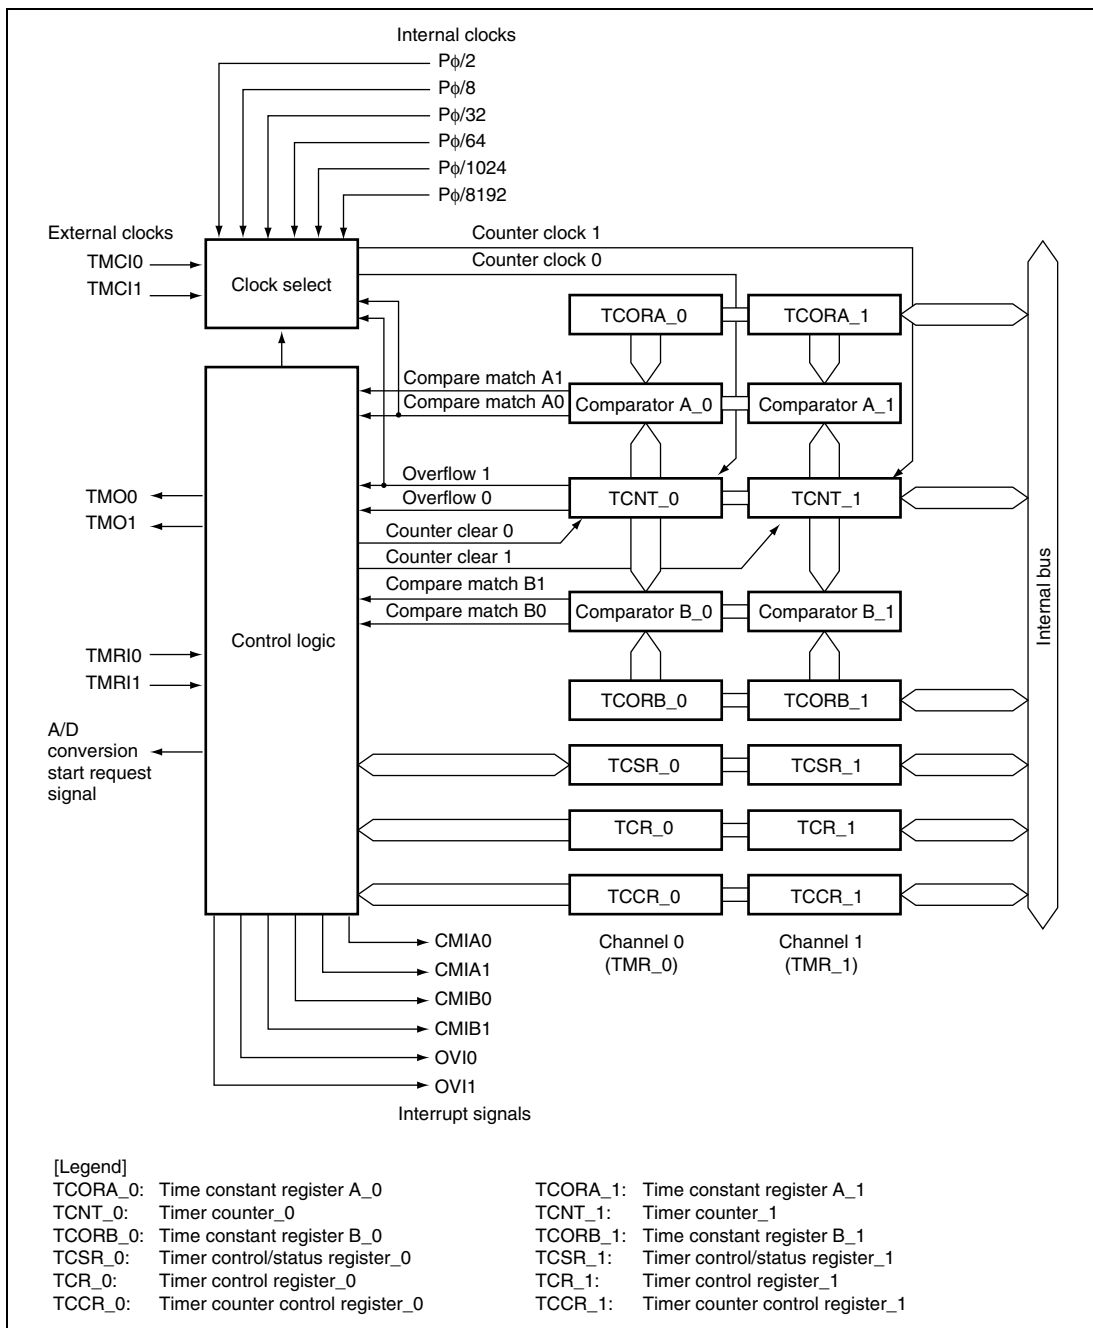 Internal clocks
Pϕ/2
Pϕ/8
Pϕ/32
Pϕ/64
Pϕ/1024
Pϕ/8192
External clocks
TMCI0
TMCI1
Clock select
Counter clock 1
Counter clock 0
TCORA_0
TCORA_1
Compare match A1
Compare match A0
Comparator A_0
Comparator A_1
TMO0
TMO1
Overflow 1
Overflow 0
TCNT_0
TCNT_1
Counter clear 0
Counter clear 1
Compare match B1
Compare match B0
Comparator B_0
Comparator B_1
Control logic
Internal bus
TMRI0
TMRI1
TCORB_0
TCORB_1
A/D
conversion
start request
signal
TCSR_0
TCSR_1
TCR_0
TCR_1
TCCR_0
TCCR_1
Channel 0
(TMR_0)
Channel 1
(TMR_1)
CMIA0
CMIA1
CMIB0
CMIB1
OVI0
OVI1
Interrupt signals
[Legend]
TCORA_0: Time constant register A_0
TCNT_0: Timer counter_0
TCORB_0: Time constant register B_0
TCSR_0: Timer control/status register_0
TCR_0: Timer control register_0
TCCR_0: Timer counter control register_0
TCORA_1: Time constant register A_1
TCNT_1: Timer counter_1
TCORB_1: Time constant register B_1
TCSR_1: Timer control/status register_1
TCR_1: Timer control register_1
TCCR_1: Timer counter control register_1